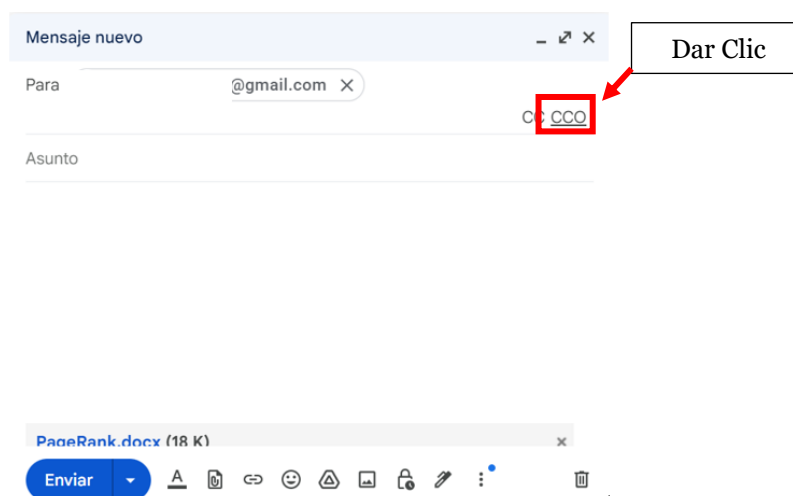 Mensaje nuevo
Dar Clic
Para @gmail.com
CC CCO
Asunto
PageRank.docx (18 K)
Enviar